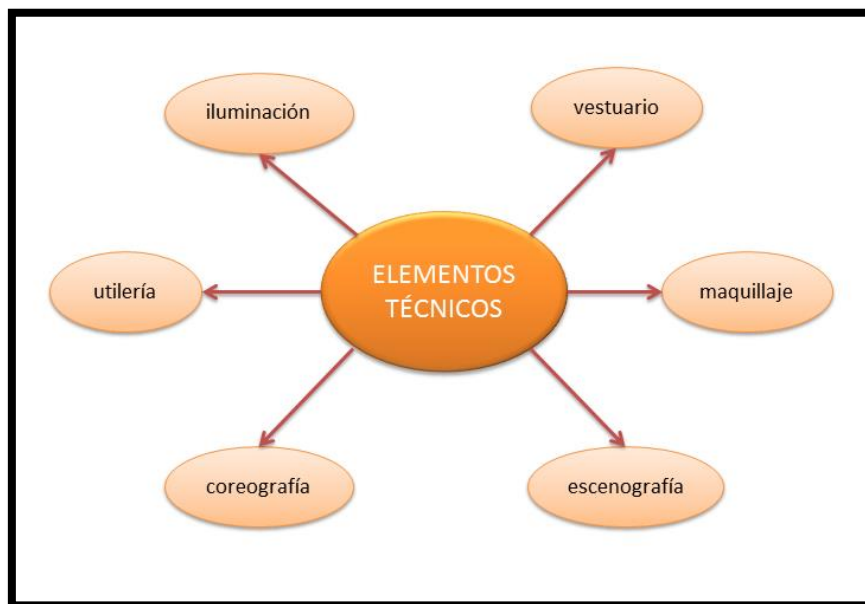 iluminación
vestuario
ELEMENTOS
TÉCNICOS
utilería
maquillaje
coreografía
escenografía